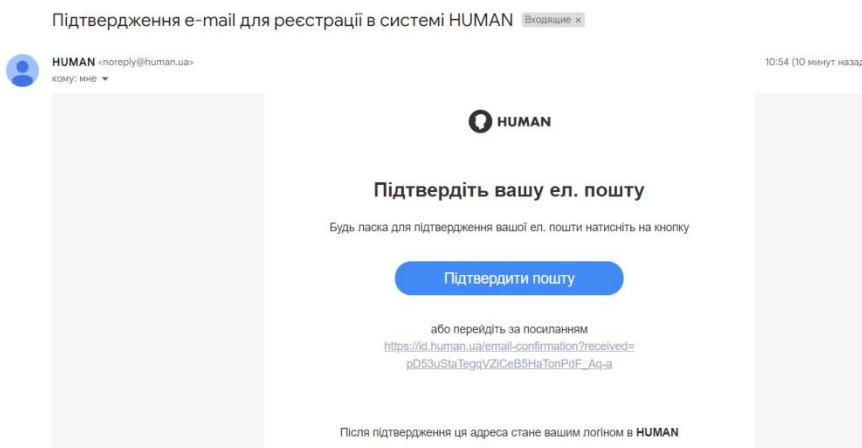 Підтвердження e-mail для реєстрації в системі HUMAN Входящие ×
HUMAN <noreply@human.ua>
10:54 (10 минут назад
кому: мне
HUMAN
Підтвердіть вашу ел. пошту
Будь ласка для підтвердження вашої ел. пошти натисніть на кнопку
Підтвердити пошту
або перейдіть за посиланням
https://id.human.ua/email-confirmation?received=
pD53uStaTegqVZiCeB5HaTonPdF_Aq-a
Після підтвердження ця адреса стане вашим логіном в HUMAN